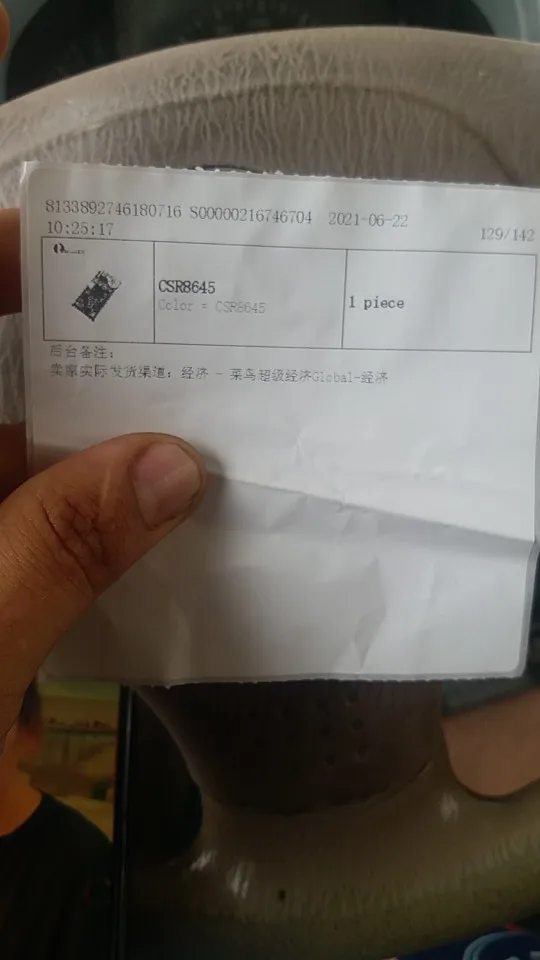 8133892746180716 S00000216746704 2021-06-22
10:25:17
129/142
CSR8645
Color = CSR8645
1 piece
后台备注:
卖家实际发货渠道: 经济 - 菜鸟超级经济Global-经济